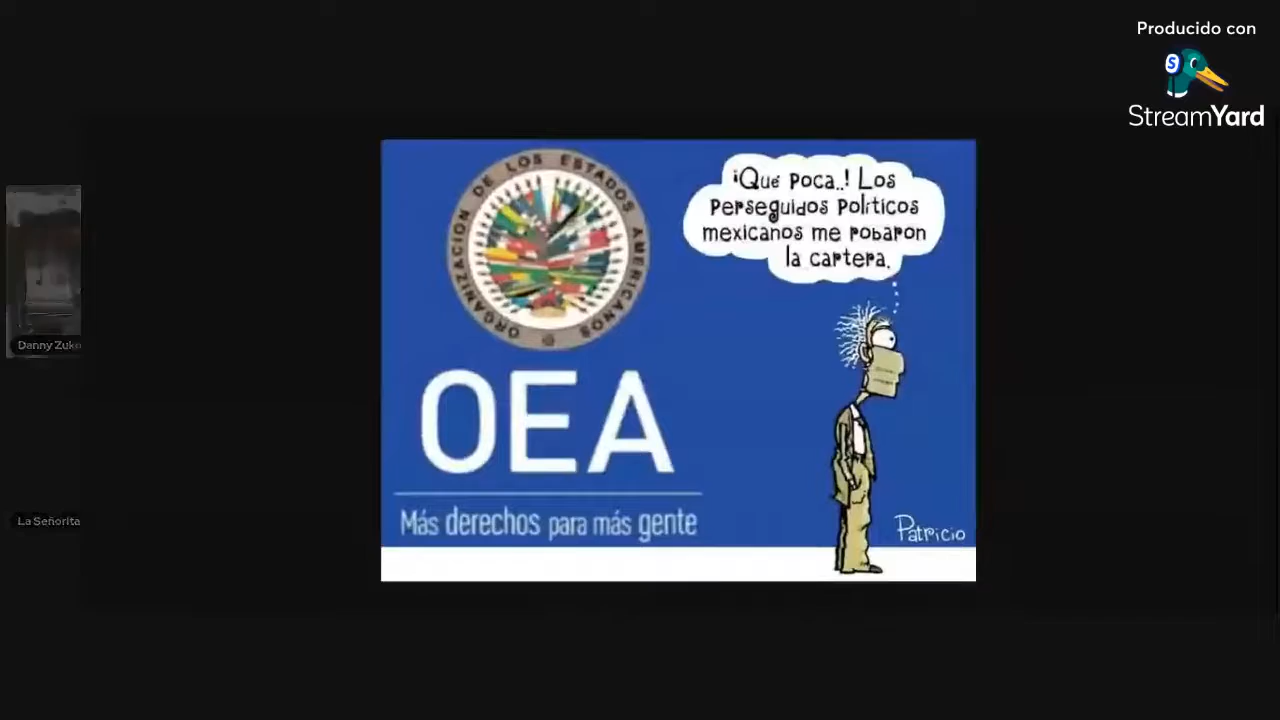 Producido con
StreamYard
ORGANIZACION DE LOS ESTADOS AMERICANOS
¡Qué poca..! Los
perseguidos políticos
mexicanos me robaron
la cartera.
OEA
Más derechos para más gente
Patricio
Danny Zuko
La Señorita